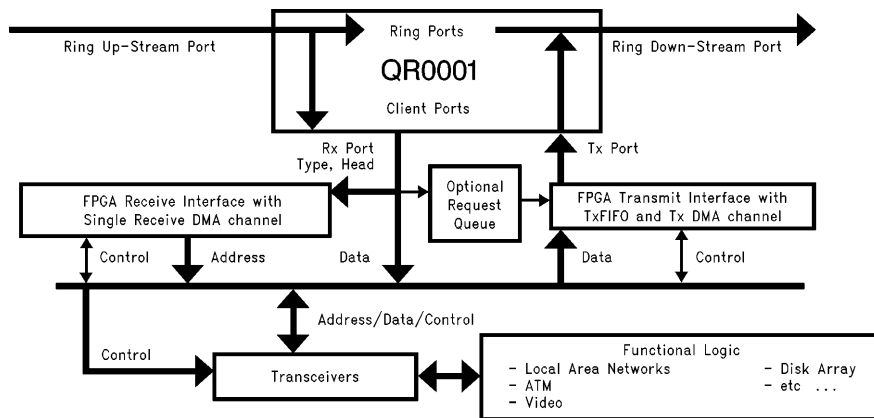 Ring Up-Stream Port
Ring Ports
Ring Down-Stream Port
QR0001
Client Ports
Rx Port
Type, Head
Tx Port
FPGA Receive Interface with
Single Receive DMA channel
Optional
Request
Queue
FPGA Transmit Interface with
TxFIFO and Tx DMA channel
Control
Address
Data
Data
Control
Address/Data/Control
Control
Transceivers
Functional Logic
- Local Area Networks
- ATM
- Video
- Disk Array
- etc ...